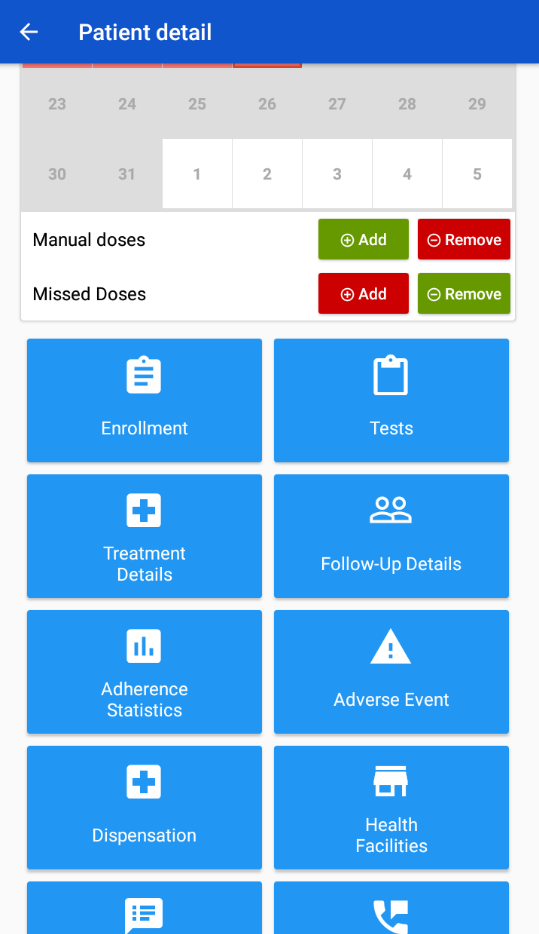 Patient detail
23 24 25 26 27 28 29
30 31 1 2 3 4 5
Manual doses Add Remove
Missed Doses Add Remove
Enrollment
Tests
Treatment
Details
Follow-Up Details
Adherence
Statistics
Adverse Event
Dispensation
Health
Facilities